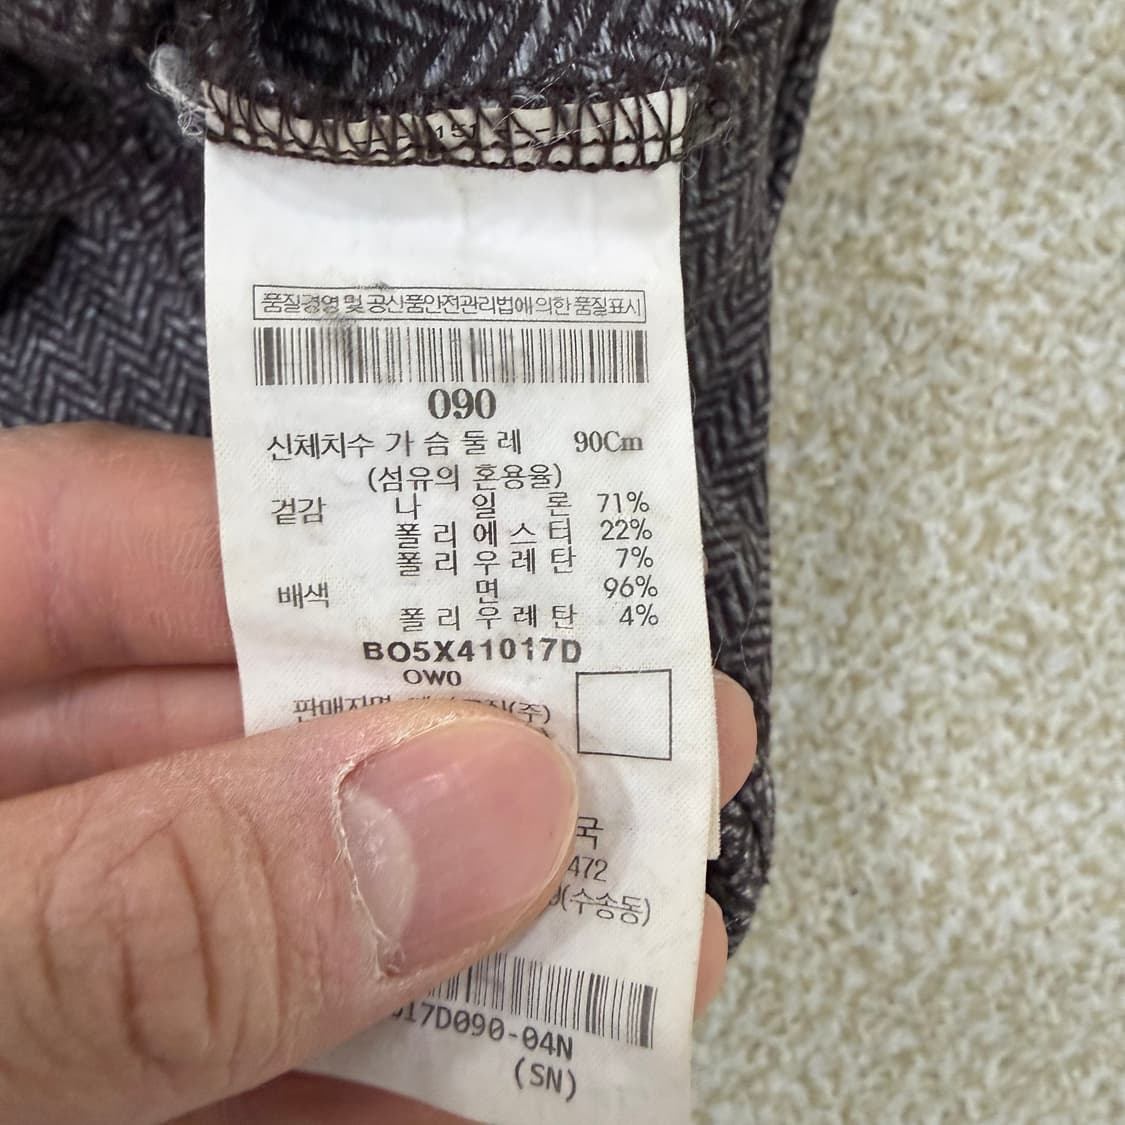 품질경영 및 공산품안전관리법에 의한 품질표시
090
신체치수 가 슴 둘 레 90Cm
(섬유의 혼용율)
겉감 나 일 론 71%
폴 리 에 스 터 22%
폴 리 우 레 탄 7%
배색 면 96%
폴 리 우 레 탄 4%
BO5X41017D
OW0
(주)
국
472
(수송동)
17D090-04N
(SN)